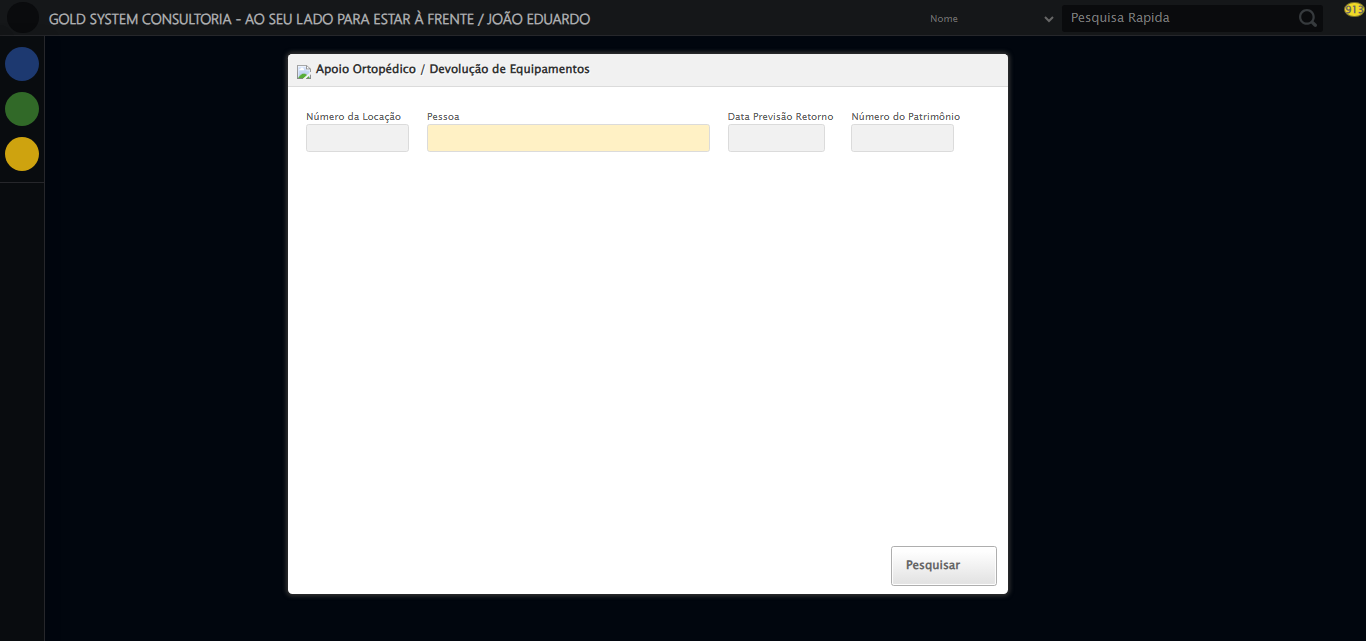 GOLD SYSTEM CONSULTORIA - AO SEU LADO PARA ESTAR À FRENTE / JOÃO EDUARDO
Nome
Pesquisa Rapida
913
Apoio Ortopédico / Devolução de Equipamentos
Número da Locação
Pessoa
Data Previsão Retorno
Número do Patrimônio
Pesquisar